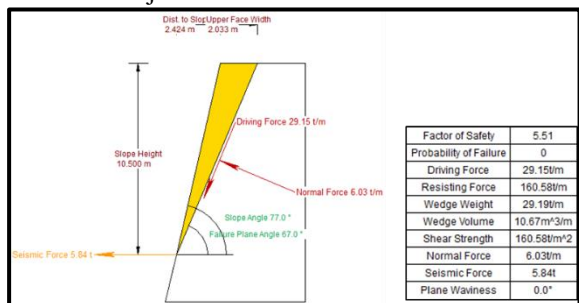 Dist. to Slop Upper Face Width
2.424 m 2.033 m
Driving Force 29.15 t/m
Slope Height
10.500 m
Normal Force 6.03 t/m
Slope Angle 77.0 °
Failure Plane Angle 67.0 °
Seismic Force 5.84 t
Factor of Safety 5.51
Probability of Failure 0
Driving Force 29.15t/m
Resisting Force 160.58t/m
Wedge Weight 29.19t/m
Wedge Volume 10.67m^3/m
Shear Strength 160.58t/m^2
Normal Force 6.03t/m
Seismic Force 5.84t
Plane Waviness 0.0°